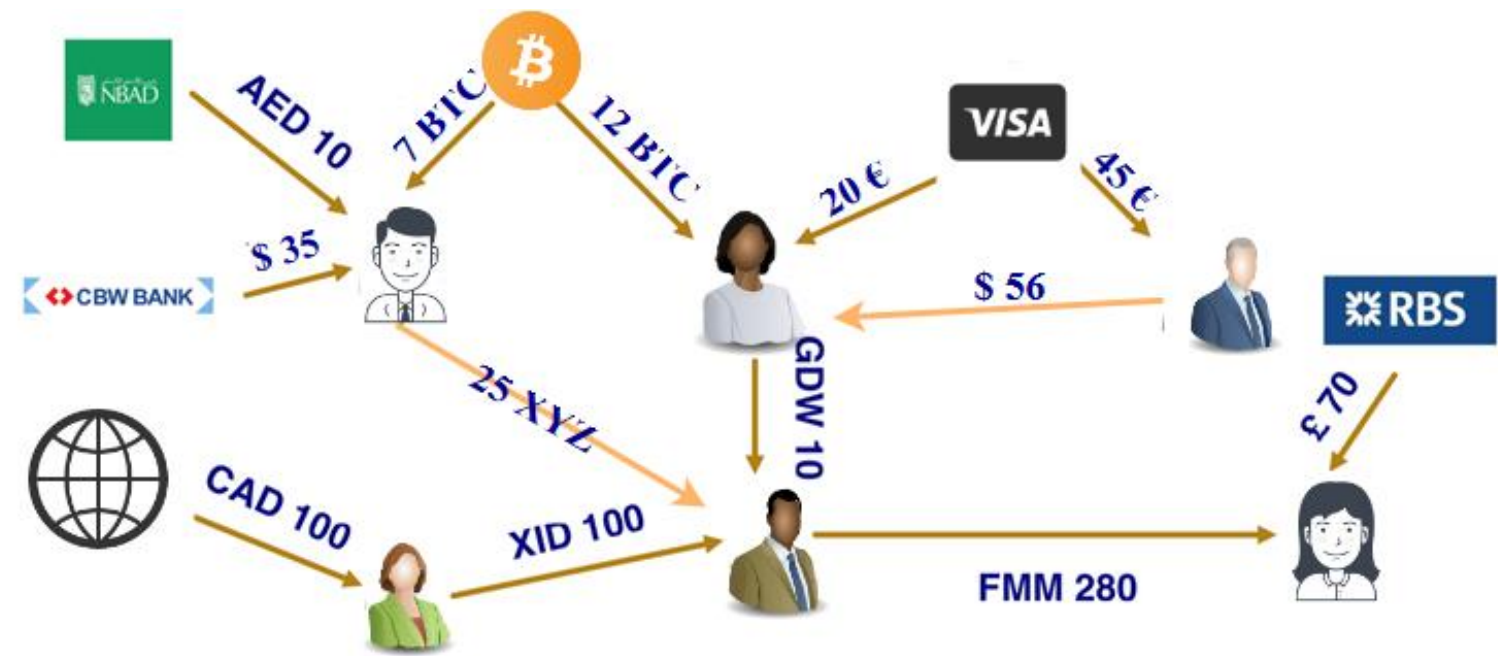 NBAD
AED 10
7 BTC
12 BTC
VISA
20 €
45 €
$ 35
CBW BANK
$ 56
RBS
25 XYZ
GDW 10
£ 70
CAD 100
XID 100
FMM 280